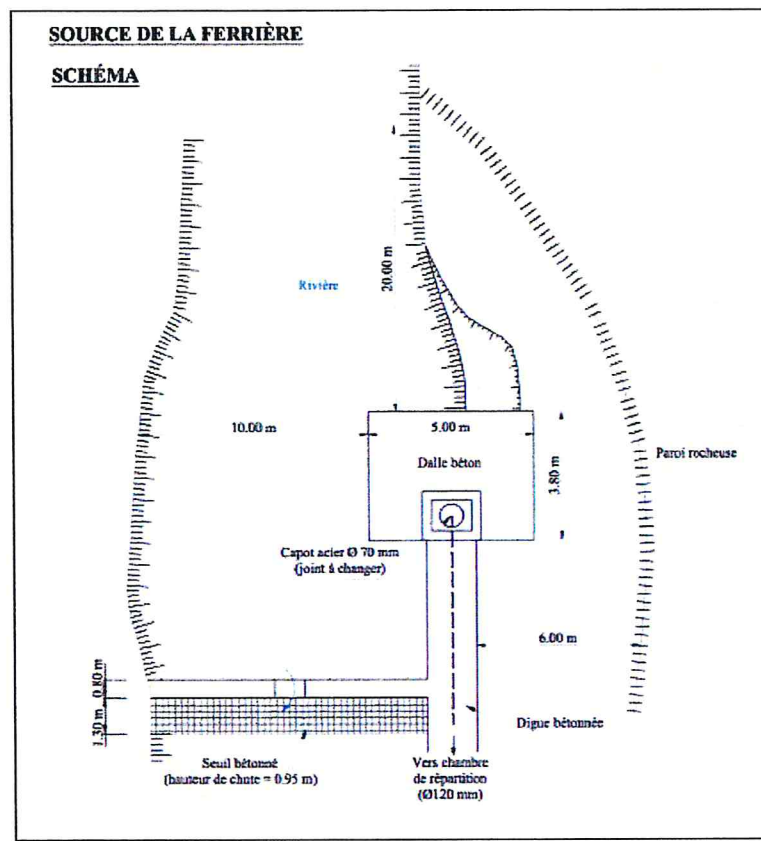 SOURCE DE LA FERRIÈRE
SCHÉMA
Rivière
20.00 m
10.00 m
5.00 m
Dalle béton
3.80 m
Paroi rocheuse
Capot acier Ø 70 mm
(joint à changer)
6.00 m
0.80 m
1.30 m
Digue bétonnée
Seuil bétonné
(hauteur de chute = 0.95 m)
Vers chambre
de répartition
(Ø120 mm)